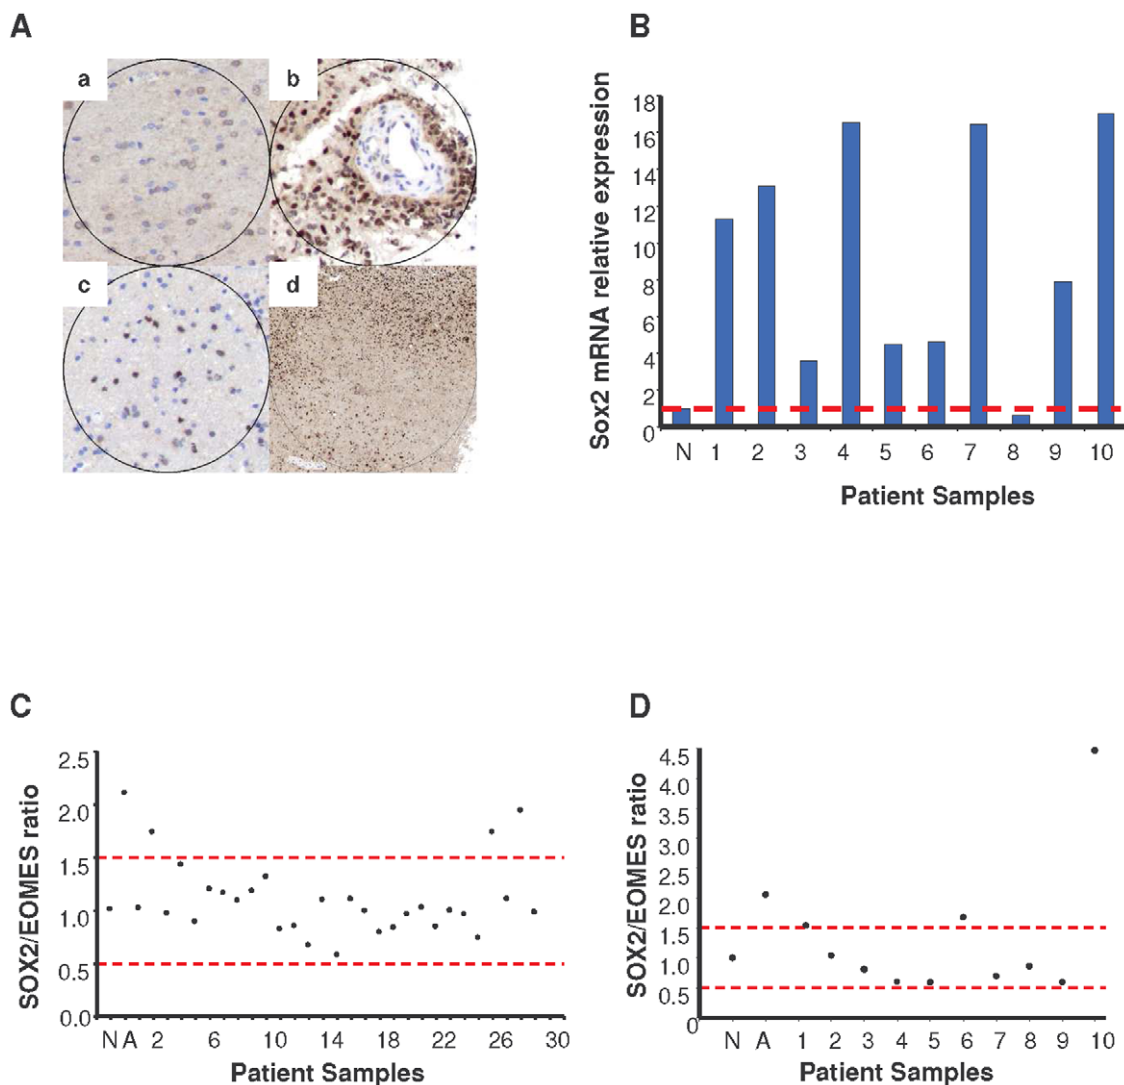 A
a
b
c
d
B
Sox2 mRNA relative expression
18
16
14
12
10
8
6
4
2
0
N 1 2 3 4 5 6 7 8 9 10
Patient Samples
C
SOX2/EOMES ratio
2.5
2.0
1.5
1.0
0.5
0.0
N A 2 6 10 14 18 22 26 30
Patient Samples
D
SOX2/EOMES ratio
4.5
4.0
3.5
3.0
2.5
2.0
1.5
1.0
0.5
0
N A 1 2 3 4 5 6 7 8 9 10
Patient Samples